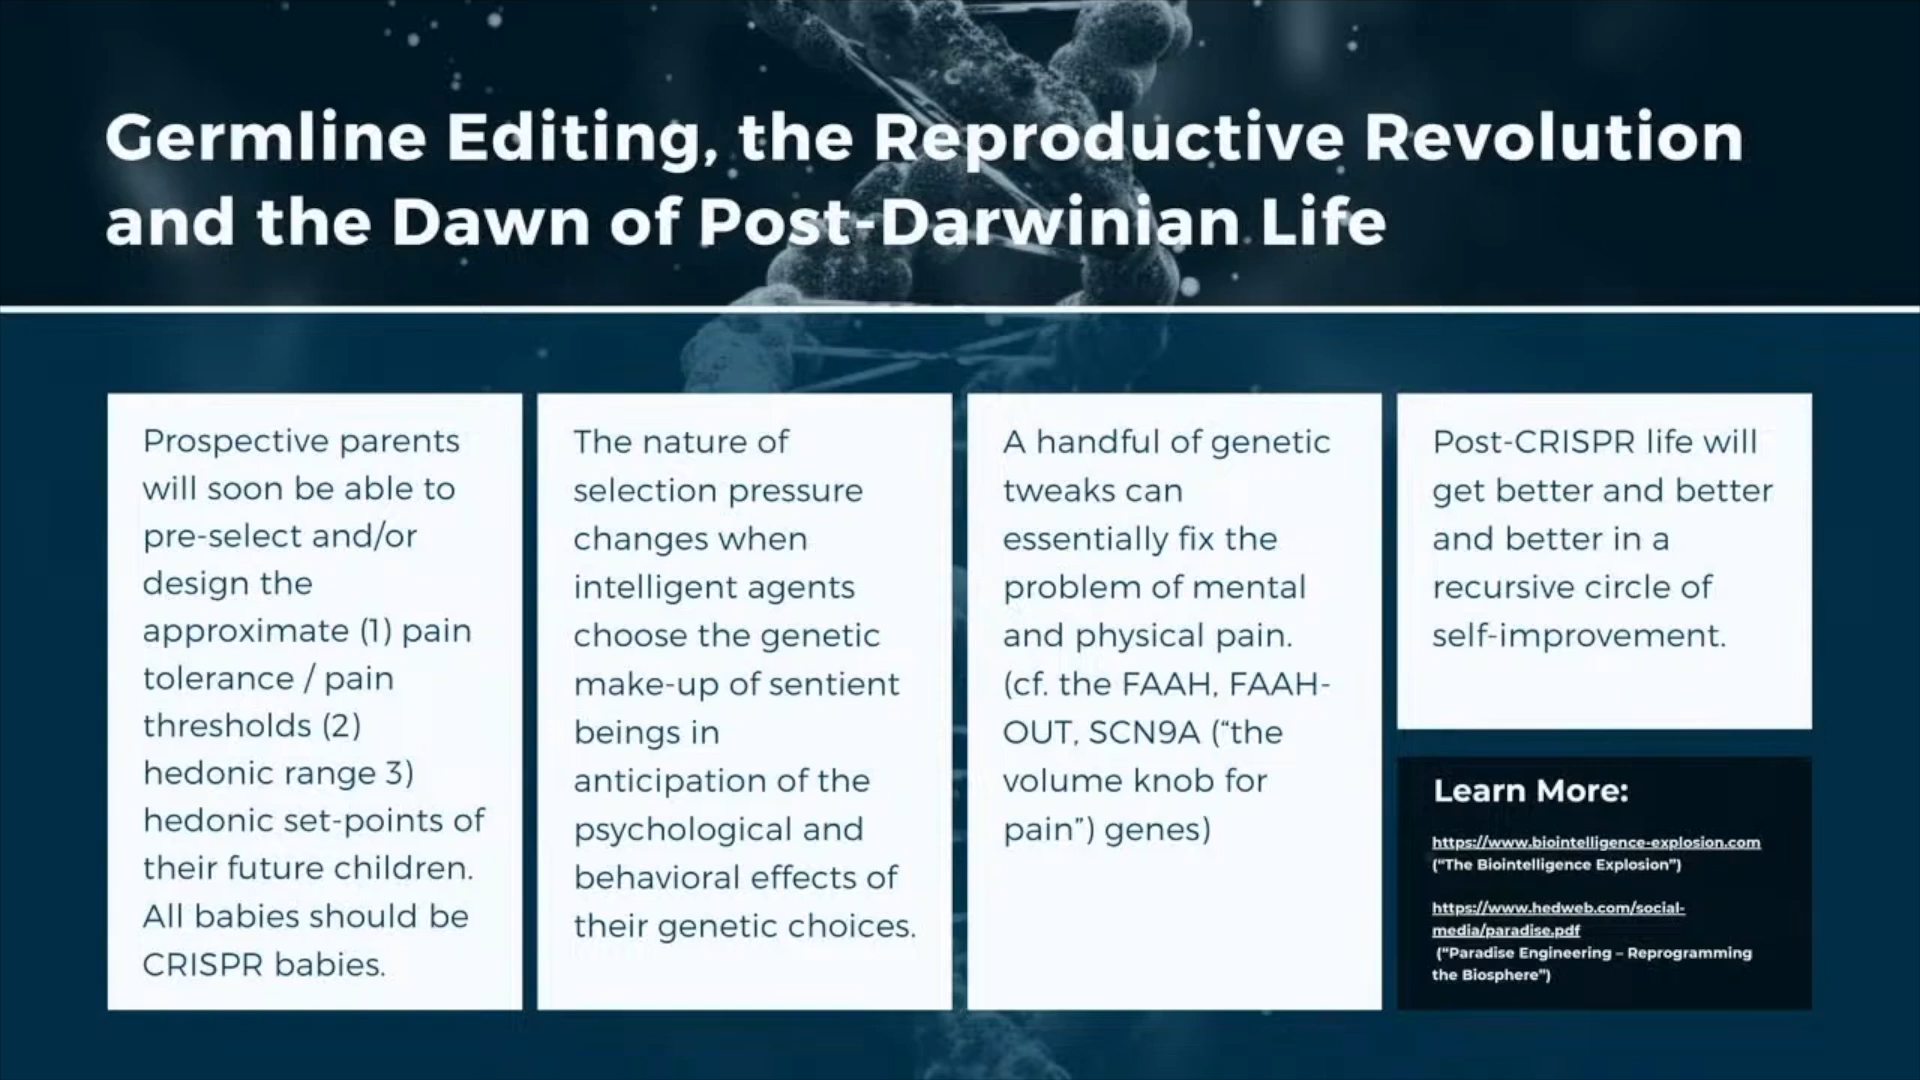 Germline Editing, the Reproductive Revolution
and the Dawn of Post-Darwinian Life
Prospective parents
will soon be able to
pre-select and/or
design the
approximate (1) pain
tolerance / pain
thresholds (2)
hedonic range 3)
hedonic set-points of
their future children.
All babies should be
CRISPR babies.
The nature of
selection pressure
changes when
intelligent agents
choose the genetic
make-up of sentient
beings in
anticipation of the
psychological and
behavioral effects of
their genetic choices.
A handful of genetic
tweaks can
essentially fix the
problem of mental
and physical pain.
(cf. the FAAH, FAAH-
OUT, SCN9A (“the
volume knob for
pain”) genes)
Post-CRISPR life will
get better and better
and better in a
recursive circle of
self-improvement.
Learn More:
https://www.biointelligence-explosion.com
(“The Biointelligence Explosion”)
https://www.hedweb.com/social-
media/paradise.pdf
(“Paradise Engineering – Reprogramming
the Biosphere”)